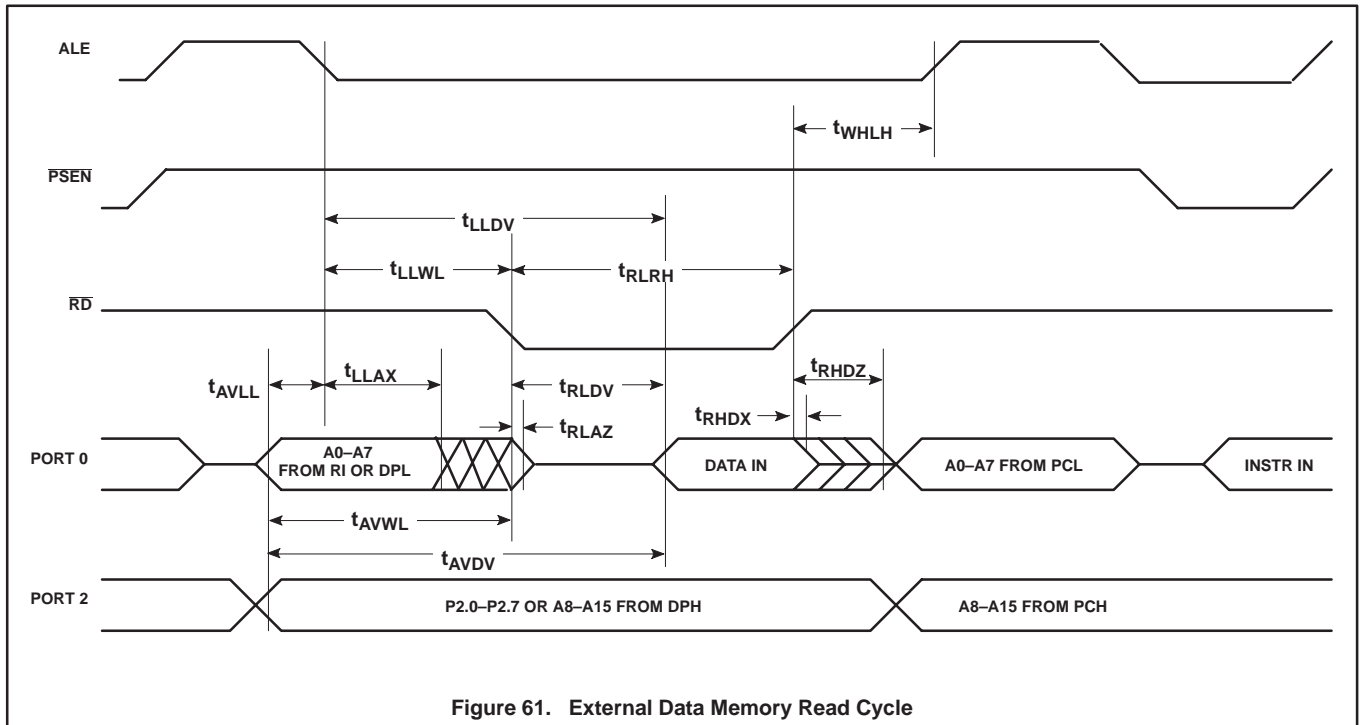 ALE
tWHLH
PSEN
tLLDV
tLLWL
tRLRH
RD
tAVLL
tLLAX
tRLDV
tRHDZ
tRLAZ
tRHDX
PORT 0
A0–A7
FROM RI OR DPL
DATA IN
A0–A7 FROM PCL
INSTR IN
tAVWL
tAVDV
PORT 2
P2.0–P2.7 OR A8–A15 FROM DPH
A8–A15 FROM PCH
Figure 61. External Data Memory Read Cycle